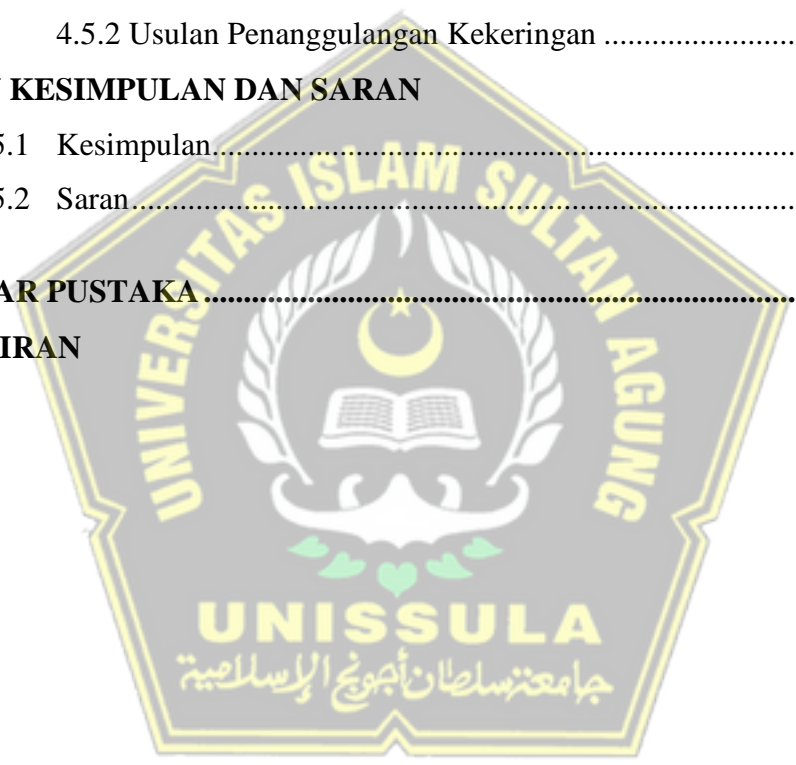 4.5.2 Usulan Penanggulangan Kekeringan ........................
KESIMPULAN DAN SARAN
5.1 Kesimpulan........................................................................
5.2 Saran..................................................................................
AR PUSTAKA..........................................................................
IRAN
UNIVERSITAS ISLAM SULTAN AGUNG
UNISSULA
جامعة سلطان أجونج الإسلامية